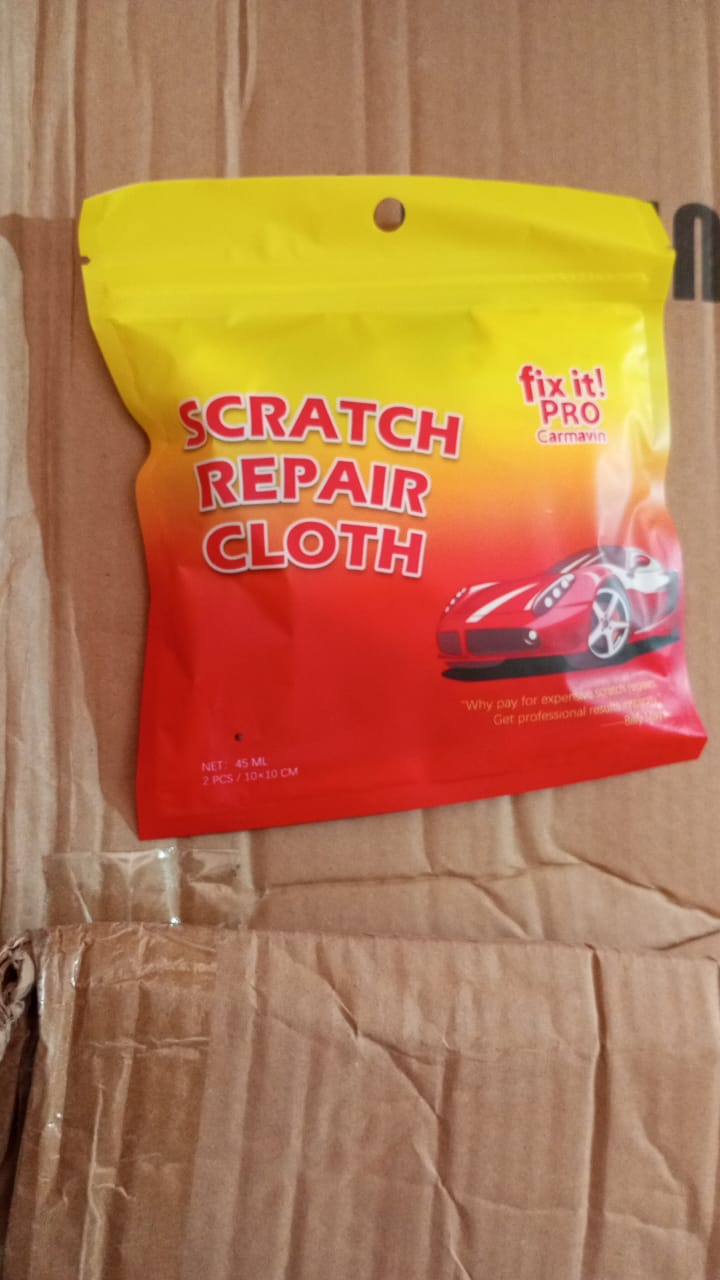 fix it!
PRO
Carmavin
SCRATCH
REPAIR
CLOTH
"Why pay for expensive scratch repair
Get professional results
NET: 45 ML
2 PCS / 10×10 CM